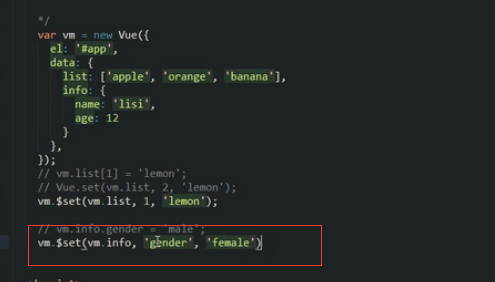 */
var vm = new Vue({
el: '#app',
data: {
list: ['apple', 'orange', 'banana'],
info: {
name: 'lisi',
age: 12
}
},
});
// vm.list[1] = 'lemon';
// Vue.set(vm.list, 2, 'lemon');
vm.$set(vm.list, 1, 'lemon');
// vm.info.gender = 'male';
vm.$set(vm.info, 'gender', 'female')